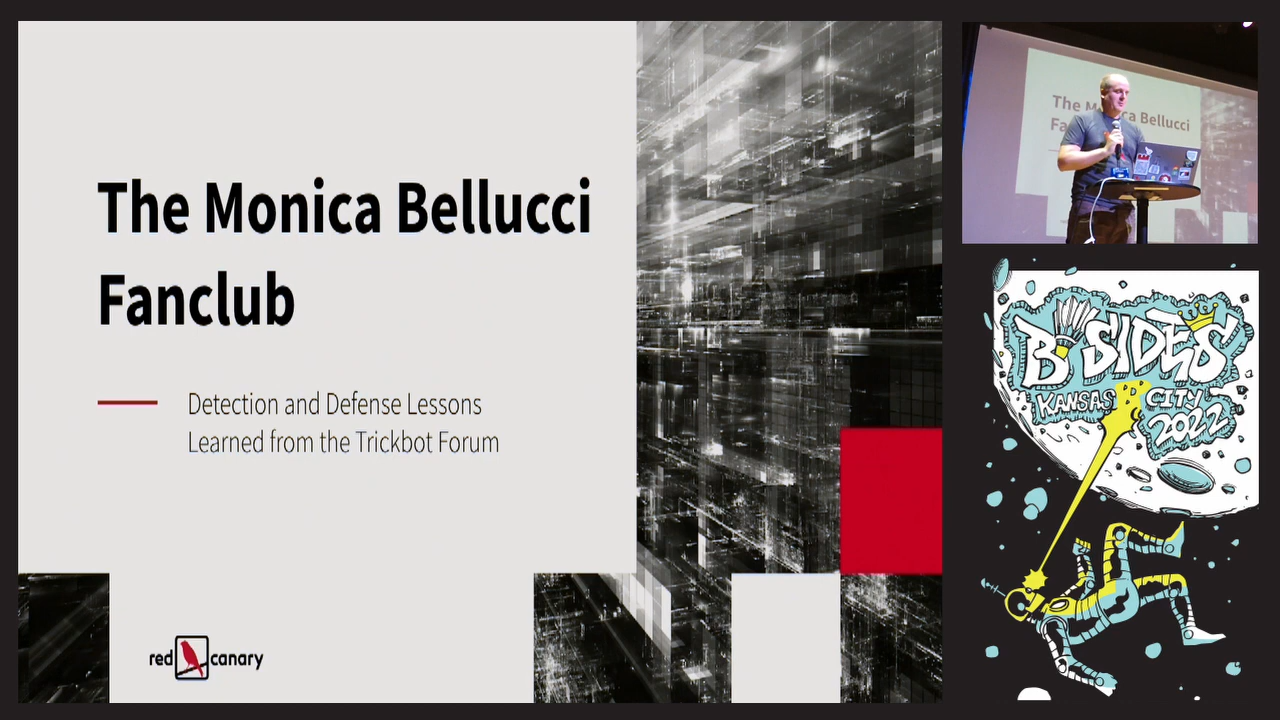 The Monica Bellucci
Fanclub
Detection and Defense Lessons
Learned from the Trickbot Forum
red canary
The Monica Bellucci
BSIDES
KANSAS CITY
2022